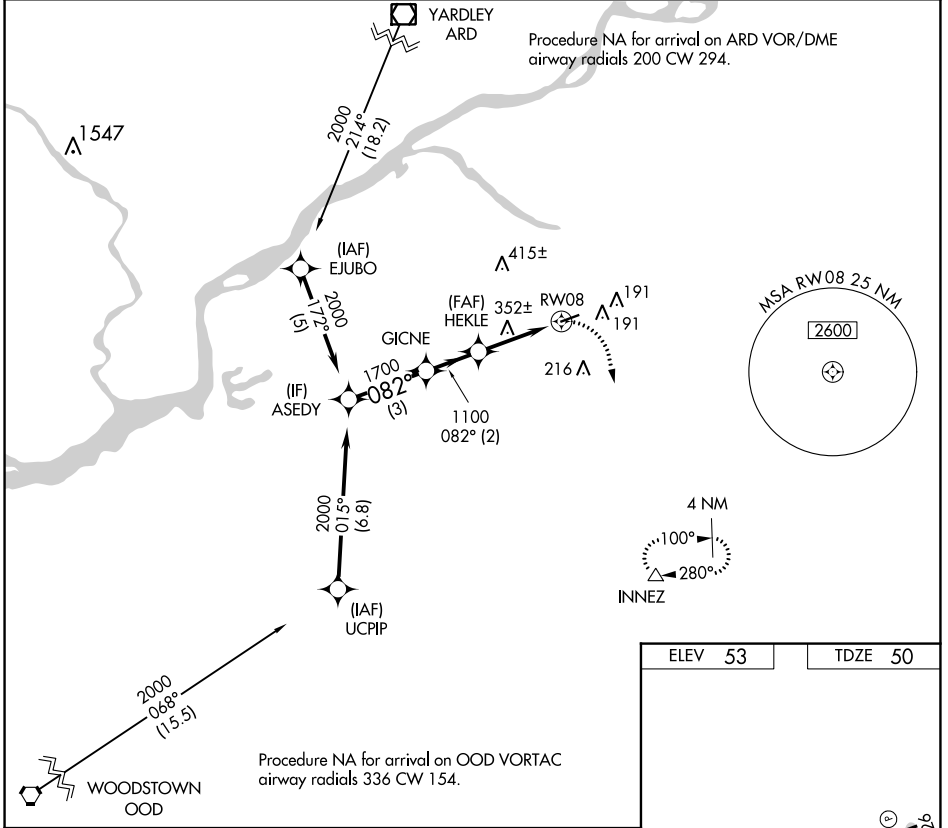 YARDLEY
ARD
Procedure NA for arrival on ARD VOR/DME
airway radials 200 CW 294.
1547
2000
214°
(18.2)
(IAF)
EJUBO
2000
172°
(5)
415±
(FAF)
HEKLE
352±
RW08
191
191
216
GICNE
(IF)
ASEDY
1700
082°
(3)
1100
082° (2)
MSA RW08 25 NM
2600
2000
015°
(6.8)
4 NM
100°
280°
INNEZ
(IAF)
UCPIP
2000
068°
(15.5)
WOODSTOWN
OOD
Procedure NA for arrival on OOD VORTAC
airway radials 336 CW 154.
ELEV 53
TDZE 50
P
26